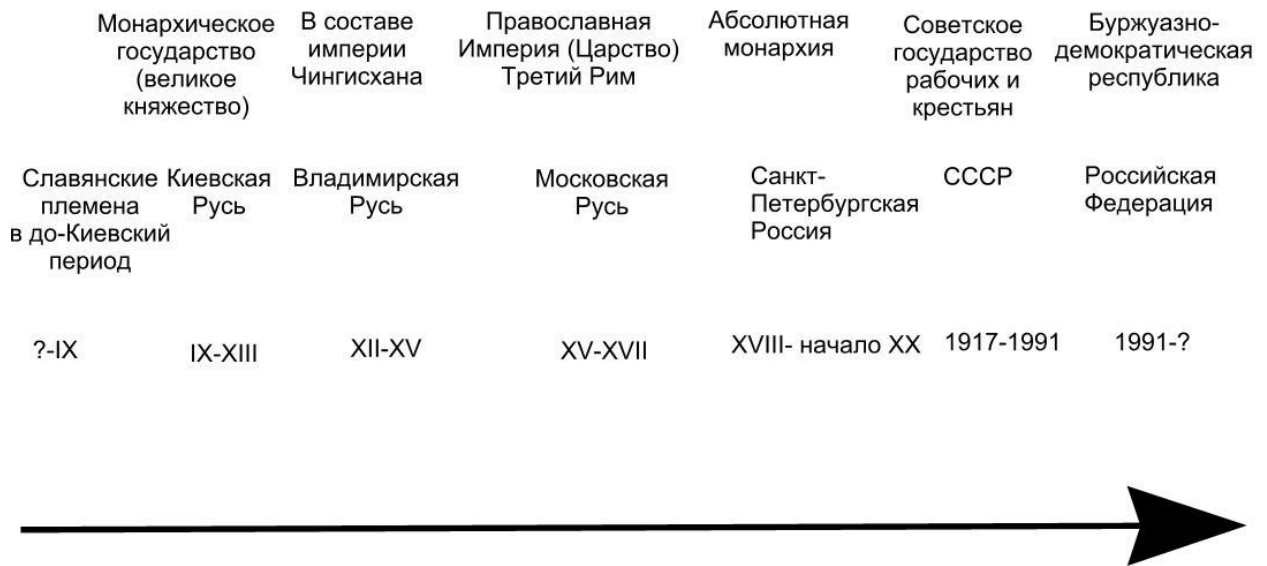 Монархическое
государство
(великое
княжество)
В составе
империи
Чингисхана
Православная
Империя (Царство)
Третий Рим
Абсолютная
монархия
Советское
государство
рабочих и
крестьян
Буржуазно-
демократическая
республика
Славянские
племена
в до-Киевский
период
Киевская
Русь
Владимирская
Русь
Московская
Русь
Санкт-
Петербургская
Россия
СССР
Российская
Федерация
?-IX
IX-XIII
XII-XV
XV-XVII
XVIII- начало XX
1917-1991
1991-?